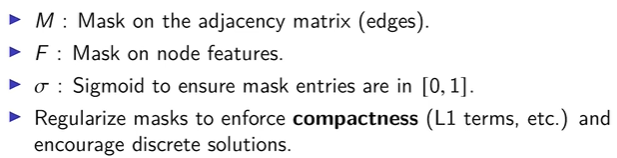 ▶ M : Mask on the adjacency matrix (edges).
▶ F : Mask on node features.
▶ σ : Sigmoid to ensure mask entries are in [0, 1].
▶ Regularize masks to enforce compactness (L1 terms, etc.) and
encourage discrete solutions.